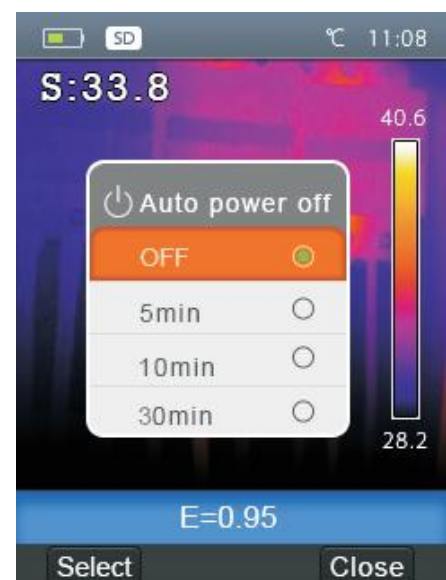 SD ℃ 11:08
S:33.8
40.6
Auto power off
OFF
5min
10min
30min
28.2
E=0.95
Select Close